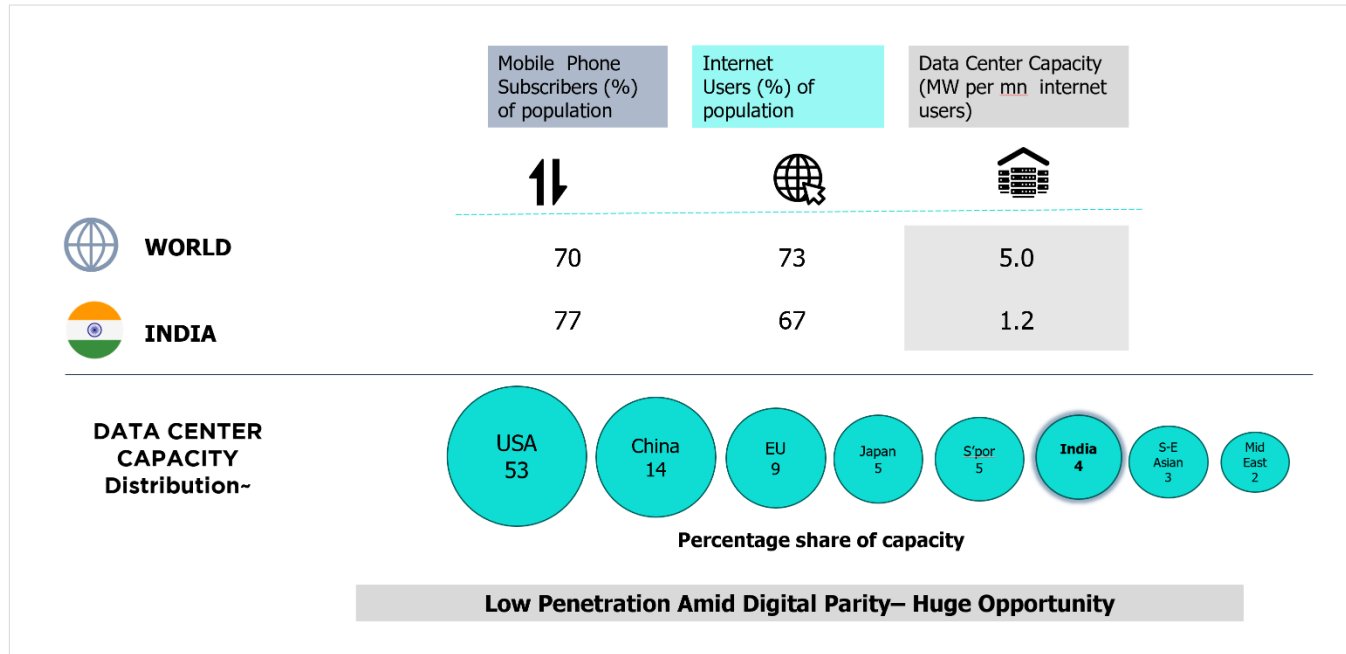 Mobile Phone
Subscribers (%)
of population
Internet
Users (%) of
population
Data Center Capacity
(MW per mn internet
users)
WORLD
70
73
5.0
INDIA
77
67
1.2
DATA CENTER
CAPACITY
Distribution~
USA
53
China
14
EU
9
Japan
5
S'por
5
India
4
S-E
Asian
3
Mid
East
2
Percentage share of capacity
Low Penetration Amid Digital Parity– Huge Opportunity